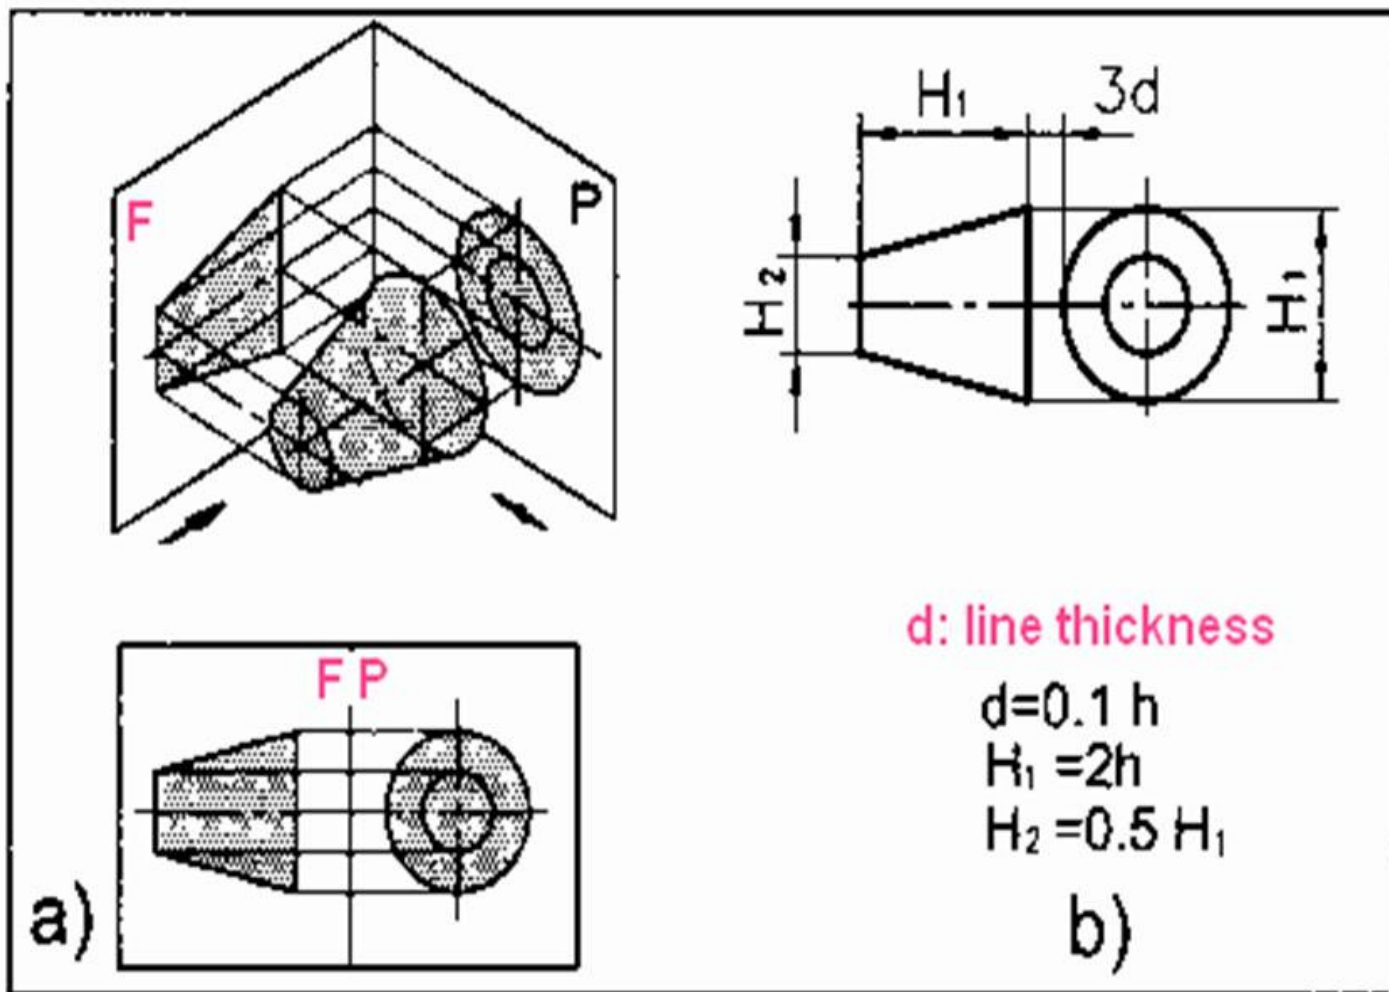 F
P
F P
a)
H₁
3d
H₂
H₁
d: line thickness
d=0.1 h
H₁ =2h
H₂ =0.5 H₁
b)